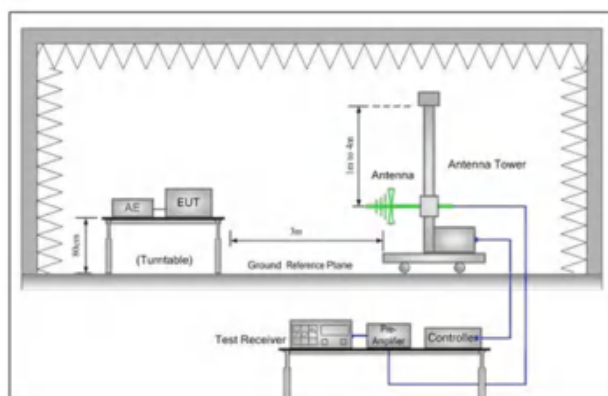 1m to 4m
Antenna
Antenna Tower
AE
EUT
80cm
(Turntable)
3m
Ground Reference Plane
Test Receiver
Pre-
Amplifier
Controller